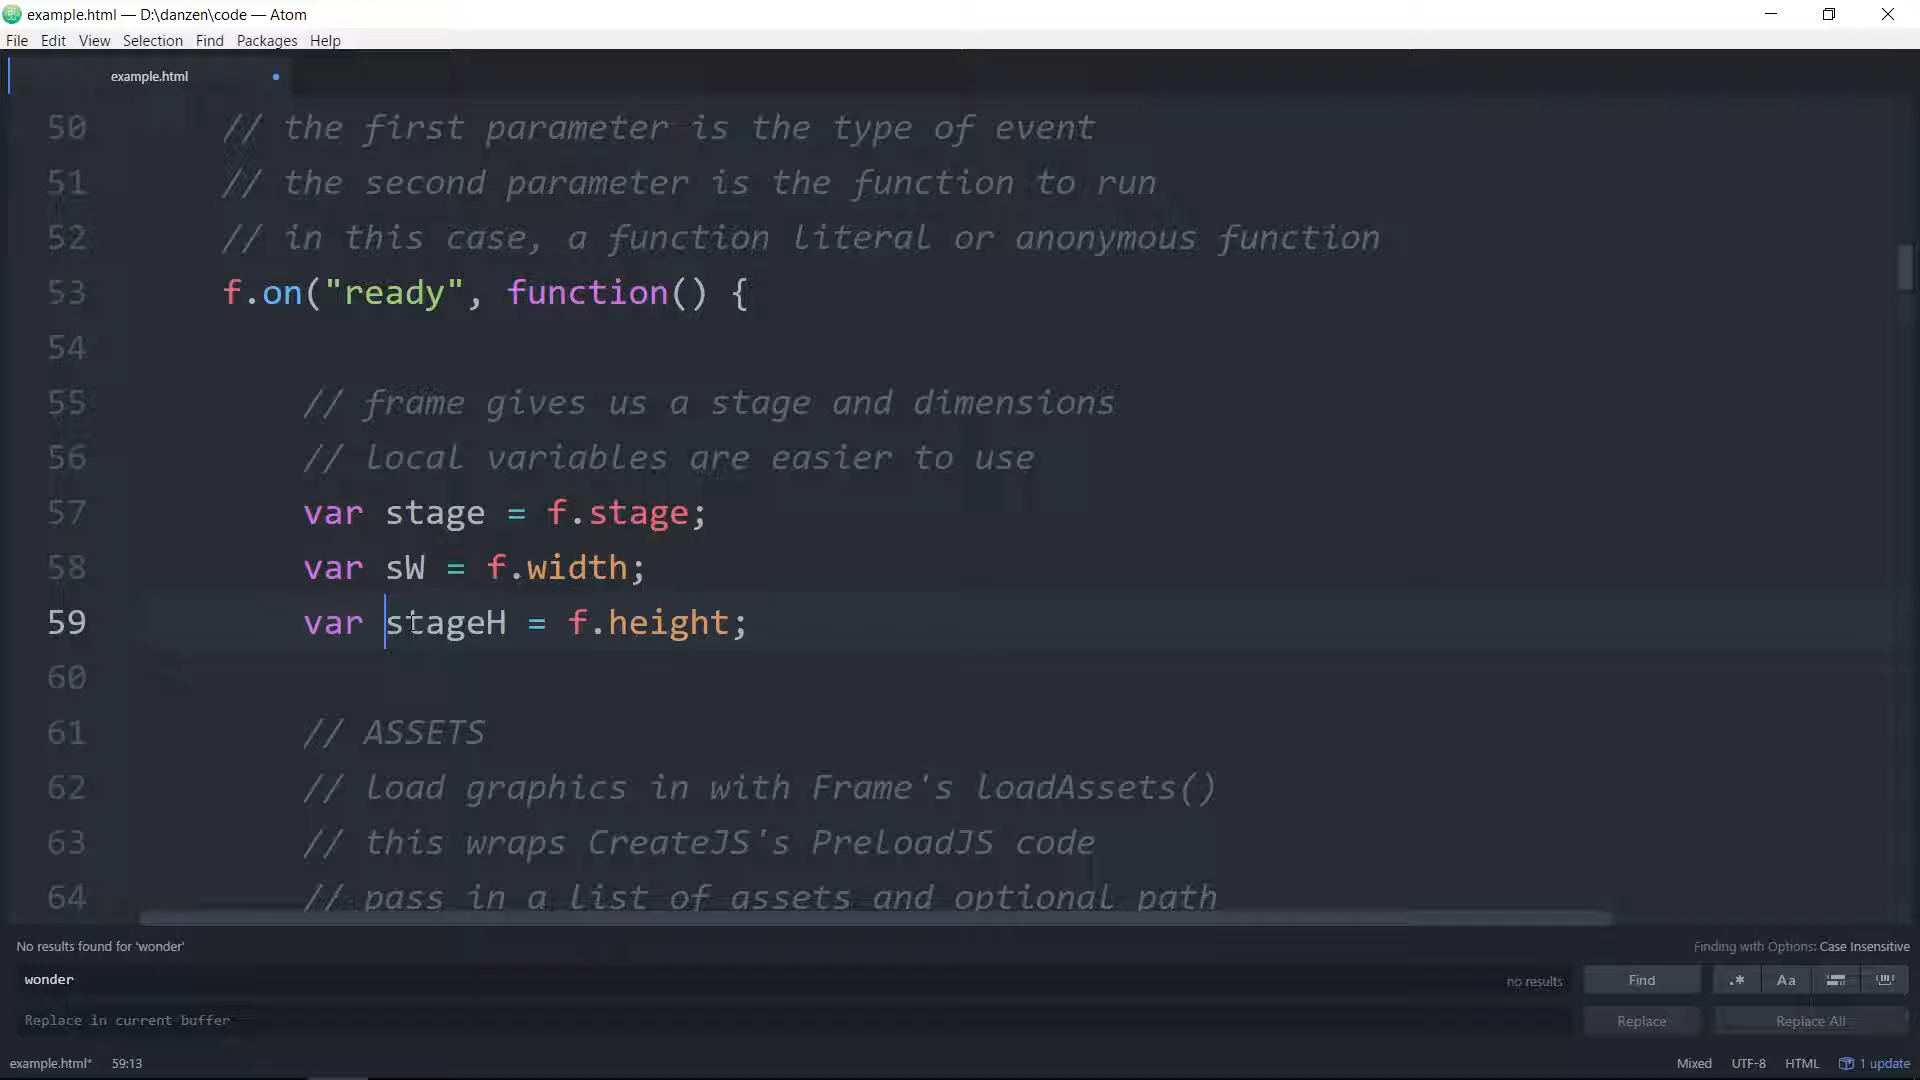 example.html — D:\danzen\code — Atom
File Edit View Selection Find Packages Help
example.html
50 // the first parameter is the type of event
51 // the second parameter is the function to run
52 // in this case, a function literal or anonymous function
53 f.on("ready", function() {
54
55 // frame gives us a stage and dimensions
56 // local variables are easier to use
57 var stage = f.stage;
58 var sW = f.width;
59 var stageH = f.height;
60
61 // ASSETS
62 // load graphics in with Frame's loadAssets()
63 // this wraps CreateJS's PreLoadJS code
64 // pass in a list of assets and optional path
No results found for 'wonder' Finding with Options: Case Insensitive
wonder no results Find .* Aa
Replace in current buffer Replace Replace All
example.html* 59:13 Mixed UTF-8 HTML 1 update